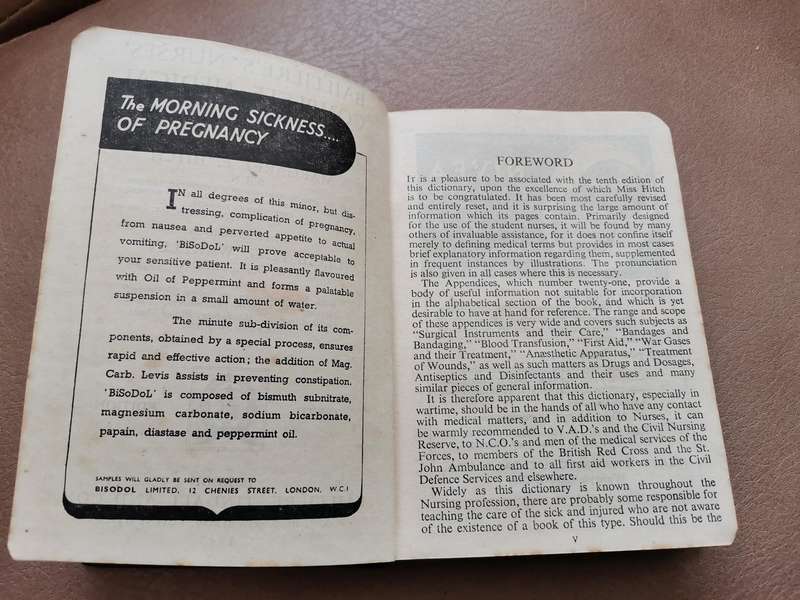 The MORNING SICKNESS....
OF PREGNANCY
IN all degrees of this minor, but dis-
tressing, complication of pregnancy,
from nausea and perverted appetite to actual
vomiting, 'BiSoDoL' will prove acceptable to
your sensitive patient. It is pleasantly flavoured
with Oil of Peppermint and forms a palatable
suspension in a small amount of water.
The minute sub-division of its com-
ponents, obtained by a special process, ensures
rapid and effective action; the addition of Mag.
Carb. Levis assists in preventing constipation.
'BiSoDoL' is composed of bismuth subnitrate,
magnesium carbonate, sodium bicarbonate,
papain, diastase and peppermint oil.
SAMPLES WILL GLADLY BE SENT ON REQUEST TO
BISODOL LIMITED, 12 CHENIES STREET, LONDON, W.C.1
FOREWORD
IT is a pleasure to be associated with the tenth edition of
this dictionary, upon the excellence of which Miss Hitch
is to be congratulated. It has been most carefully revised
and entirely reset, and it is surprising the large amount of
information which its pages contain. Primarily designed
for the use of the student nurses, it will be found by many
others of invaluable assistance, for it does not confine itself
merely to defining medical terms but provides in most cases
brief explanatory information regarding them, supplemented
in frequent instances by illustrations. The pronunciation
is also given in all cases where this is necessary.
The Appendices, which number twenty-one, provide a
body of useful information not suitable for incorporation
in the alphabetical section of the book, and which is yet
desirable to have at hand for reference. The range and scope
of these appendices is very wide and covers such subjects as
"Surgical Instruments and their Care," "Bandages and
Bandaging," "Blood Transfusion," "First Aid," "War Gases
and their Treatment," "Anæsthetic Apparatus," "Treatment
of Wounds," as well as such matters as Drugs and Dosages,
Antiseptics and Disinfectants and their uses and many
similar pieces of general information.
It is therefore apparent that this dictionary, especially in
wartime, should be in the hands of all who have any contact
with medical matters, and in addition to Nurses, it can
be warmly recommended to V.A.D.'s and the Civil Nursing
Reserve, to N.C.O.'s and men of the medical services of the
Forces, to members of the British Red Cross and the St.
John Ambulance and to all first aid workers in the Civil
Defence Services and elsewhere.
Widely as this dictionary is known throughout the
Nursing profession, there are probably some responsible for
teaching the care of the sick and injured who are not aware
of the existence of a book of this type. Should this be the
v